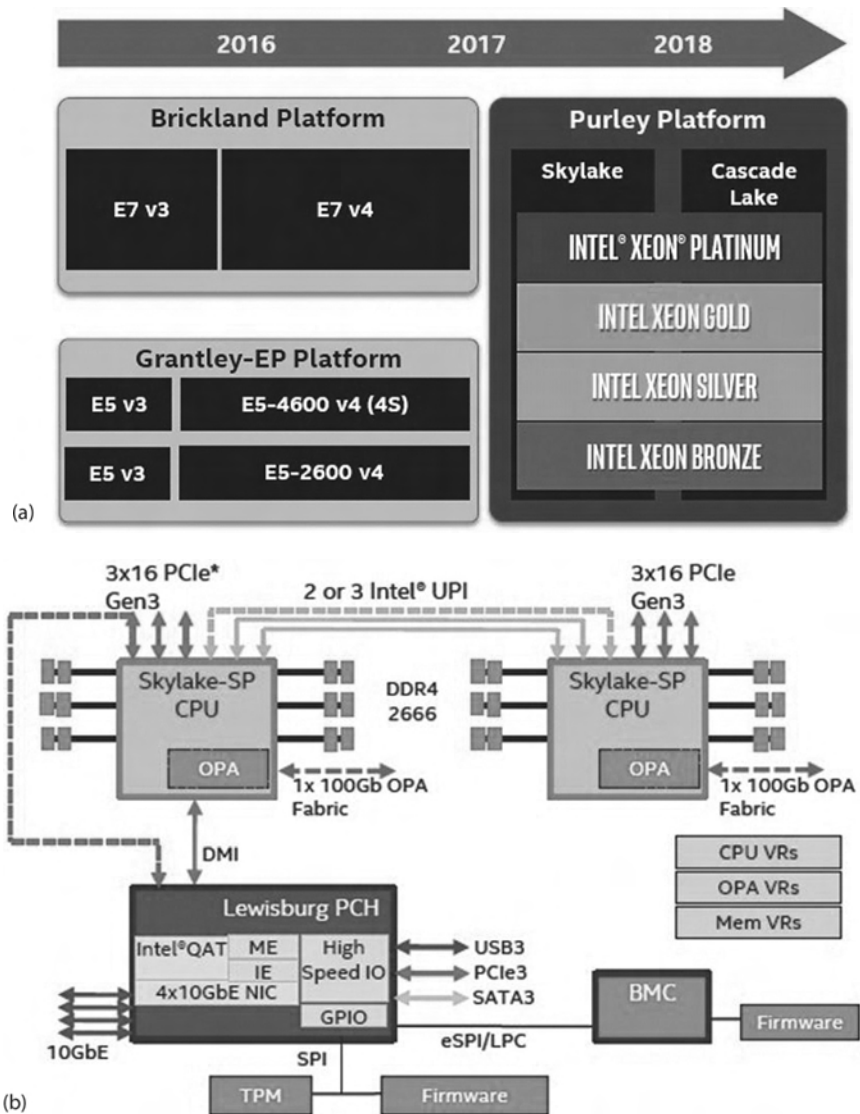 2016 2017 2018
Brickland Platform
E7 v3
E7 v4
Grantley-EP Platform
E5 v3
E5-4600 v4 (4S)
E5 v3
E5-2600 v4
Purley Platform
Skylake
Cascade
Lake
INTEL® XEON® PLATINUM
INTEL XEON GOLD
INTEL XEON SILVER
INTEL XEON BRONZE
(a)
3x16 PCIe*
Gen3
2 or 3 Intel® UPI
3x16 PCIe
Gen3
Skylake-SP
CPU
OPA
DDR4
2666
Skylake-SP
CPU
OPA
1x 100Gb OPA
Fabric
1x 100Gb OPA
Fabric
DMI
CPU VRs
OPA VRs
Mem VRs
Lewisburg PCH
Intel®QAT
ME
IE
High
Speed IO
4x10GbE NIC
GPIO
USB3
PCIe3
SATA3
10GbE
SPI
eSPI/LPC
BMC
Firmware
TPM
Firmware
(b)